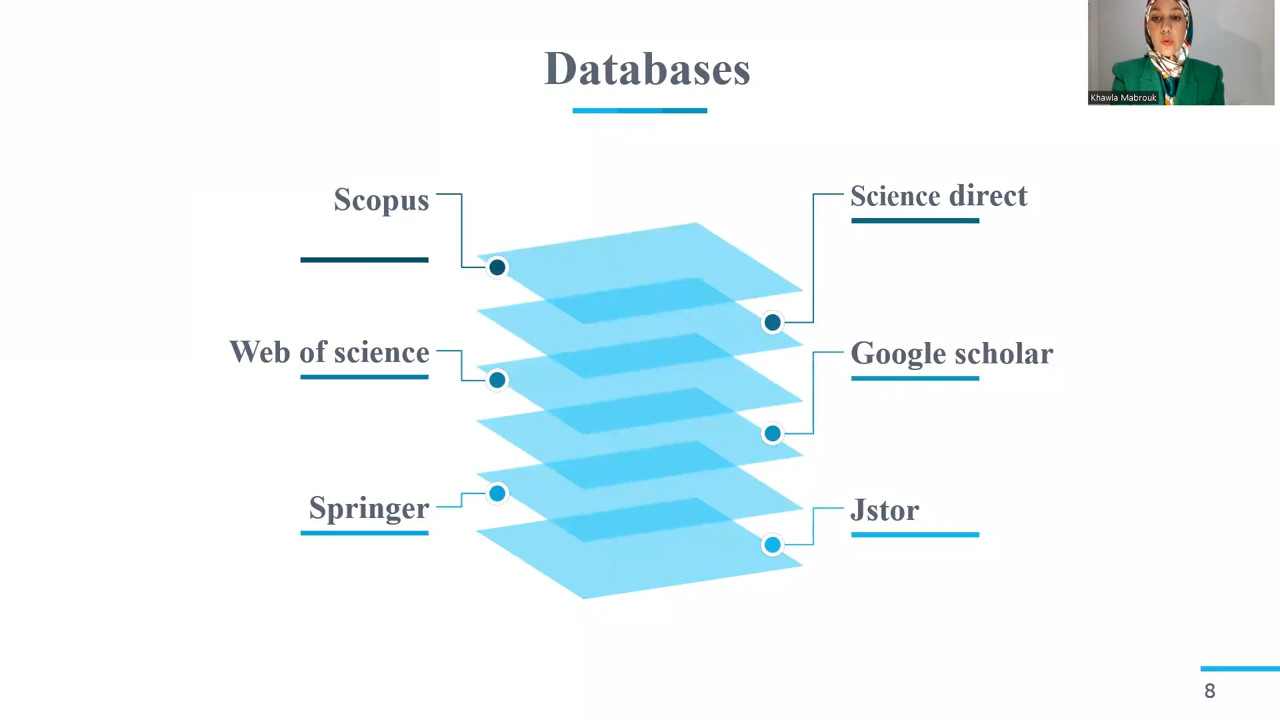 Databases
Khawla Mabrouk
Scopus
Science direct
Web of science
Google scholar
Springer
Jstor
8